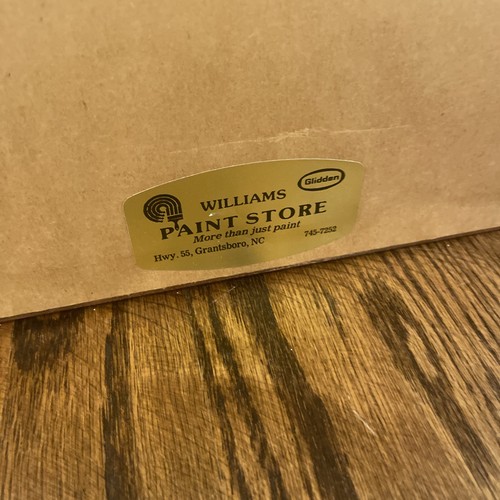 Glidden
WILLIAMS
PAINT STORE
More than just paint
Hwy. 55, Grantsboro, NC 745-7252